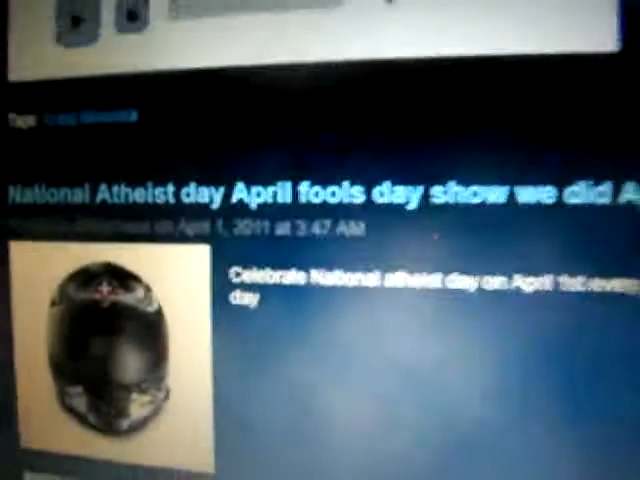 Tags:
National Atheist day April fools day show we did A
on April 1, 2011 at 3:47 AM
Celebrate National atheist day on April 1st every
day